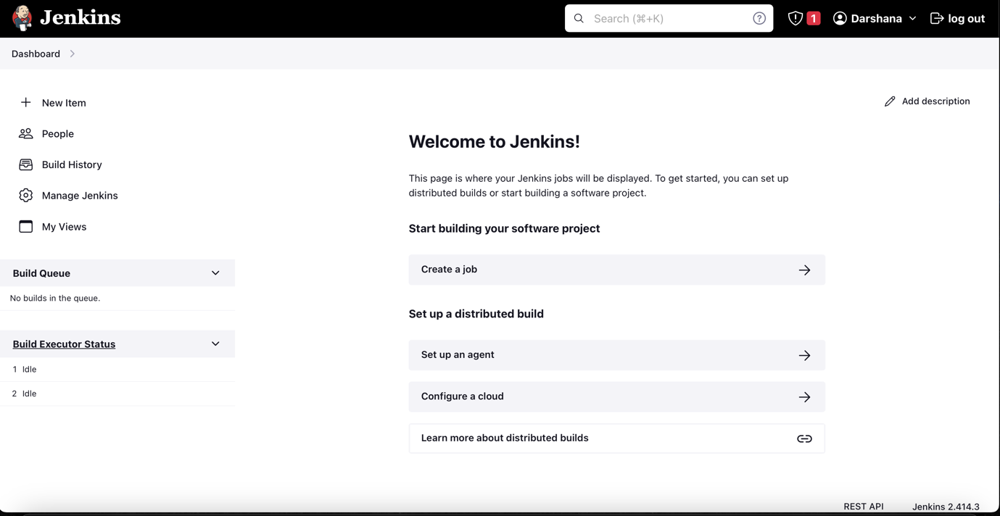 Jenkins
Search (⌘+K)
1
Darshana
log out
Dashboard
New Item
People
Build History
Manage Jenkins
My Views
Build Queue
No builds in the queue.
Build Executor Status
1 Idle
2 Idle
Add description
Welcome to Jenkins!
This page is where your Jenkins jobs will be displayed. To get started, you can set up
distributed builds or start building a software project.
Start building your software project
Create a job
Set up a distributed build
Set up an agent
Configure a cloud
Learn more about distributed builds
REST API
Jenkins 2.414.3